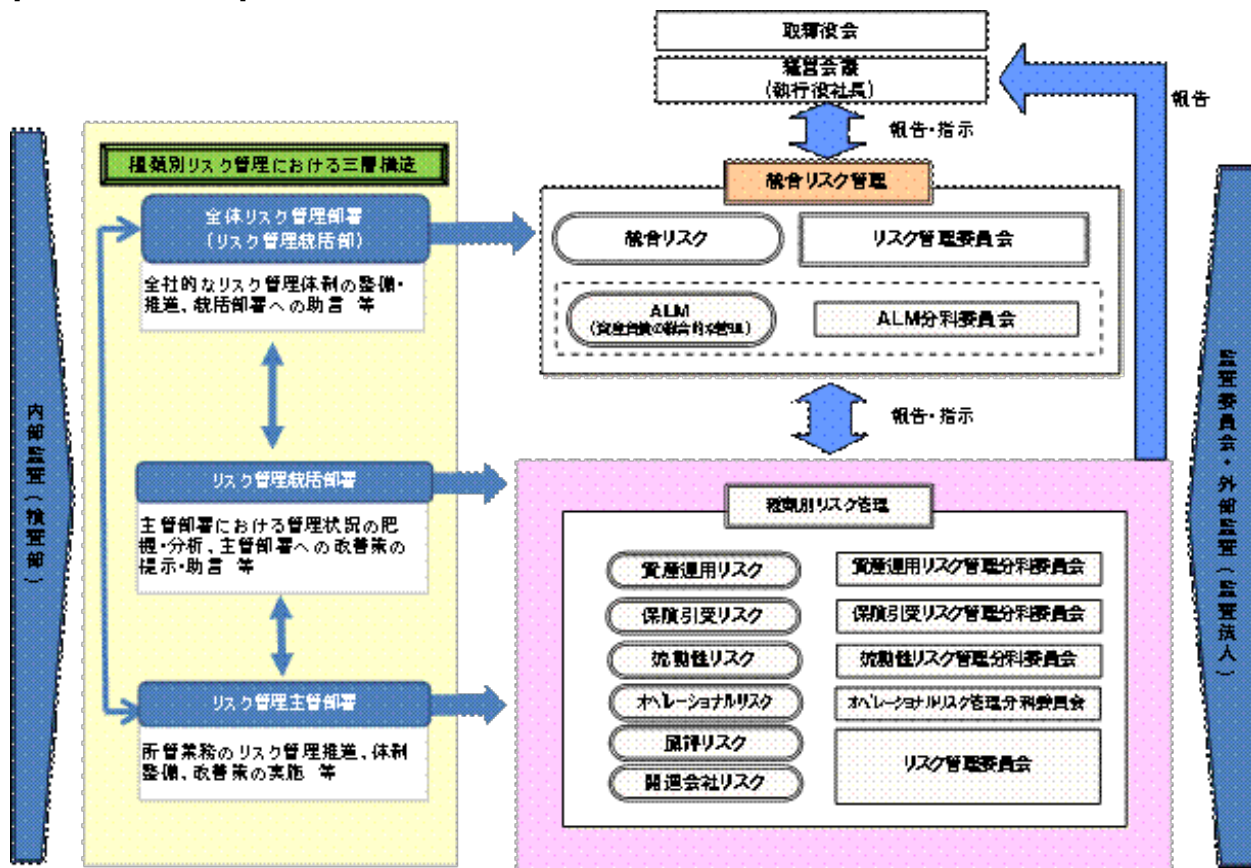 取締役会
経営会議
(執行役社長)
報告
報告・指示
種類別リスク管理における三層構造
統合リスク管理
全体リスク管理部署
(リスク管理統括部)
統合リスク
リスク管理委員会
全社的なリスク管理体制の整備・
推進、統括部署への助言 等
ALM
(資産負債の総合的な管理)
ALM分科委員会
報告・指示
内部監査(検査部)
監査委員会・外部監査(監査法人)
リスク管理統括部署
種類別リスク管理
主管部署における管理状況の把
握・分析、主管部署への改善策の
提示・助言 等
資産運用リスク
資産運用リスク管理分科委員会
保険引受リスク
保険引受リスク管理分科委員会
流動性リスク
流動性リスク管理分科委員会
リスク管理主管部署
オペレーショナルリスク
オペレーショナルリスク管理分科委員会
所管業務のリスク管理推進、体制
整備、改善策の実施 等
風評リスク
関連会社リスク
リスク管理委員会